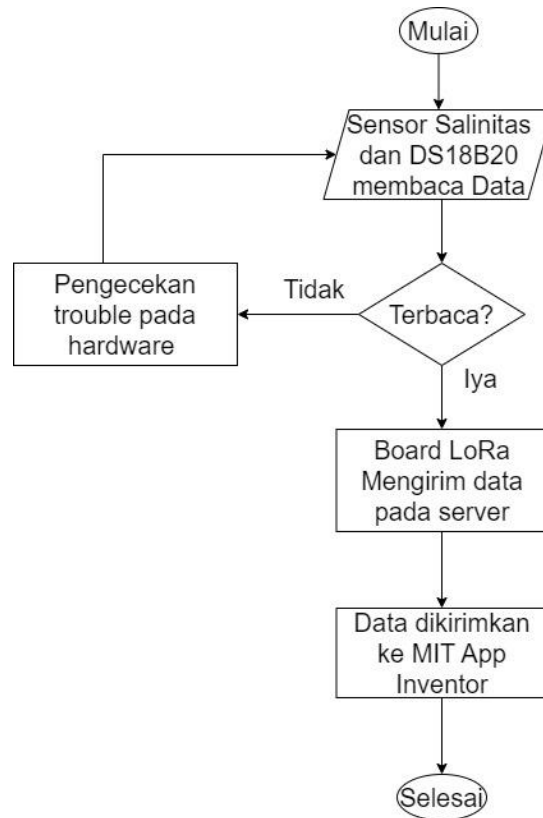 Mulai
Sensor Salinitas
dan DS18B20
membaca Data
Pengecekan
trouble pada
hardware
Tidak
Terbaca?
Iya
Board LoRa
Mengirim data
pada server
Data dikirimkan
ke MIT App
Inventor
Selesai